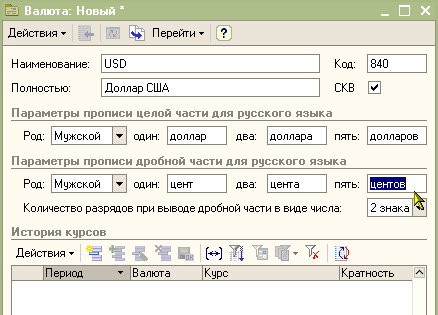 Валюта: Новый *
Действия Перейти ?
Наименование: USD Код: 840
Полностью: Доллар США СКВ
Параметры прописи целой части для русского языка
Род: Мужской один: доллар два: доллара пять: долларов
Параметры прописи дробной части для русского языка
Род: Мужской один: цент два: цента пять: центов
Количество разрядов при выводе дробной части в виде числа: 2 знака
История курсов
Действия
Период Валюта Курс Кратность